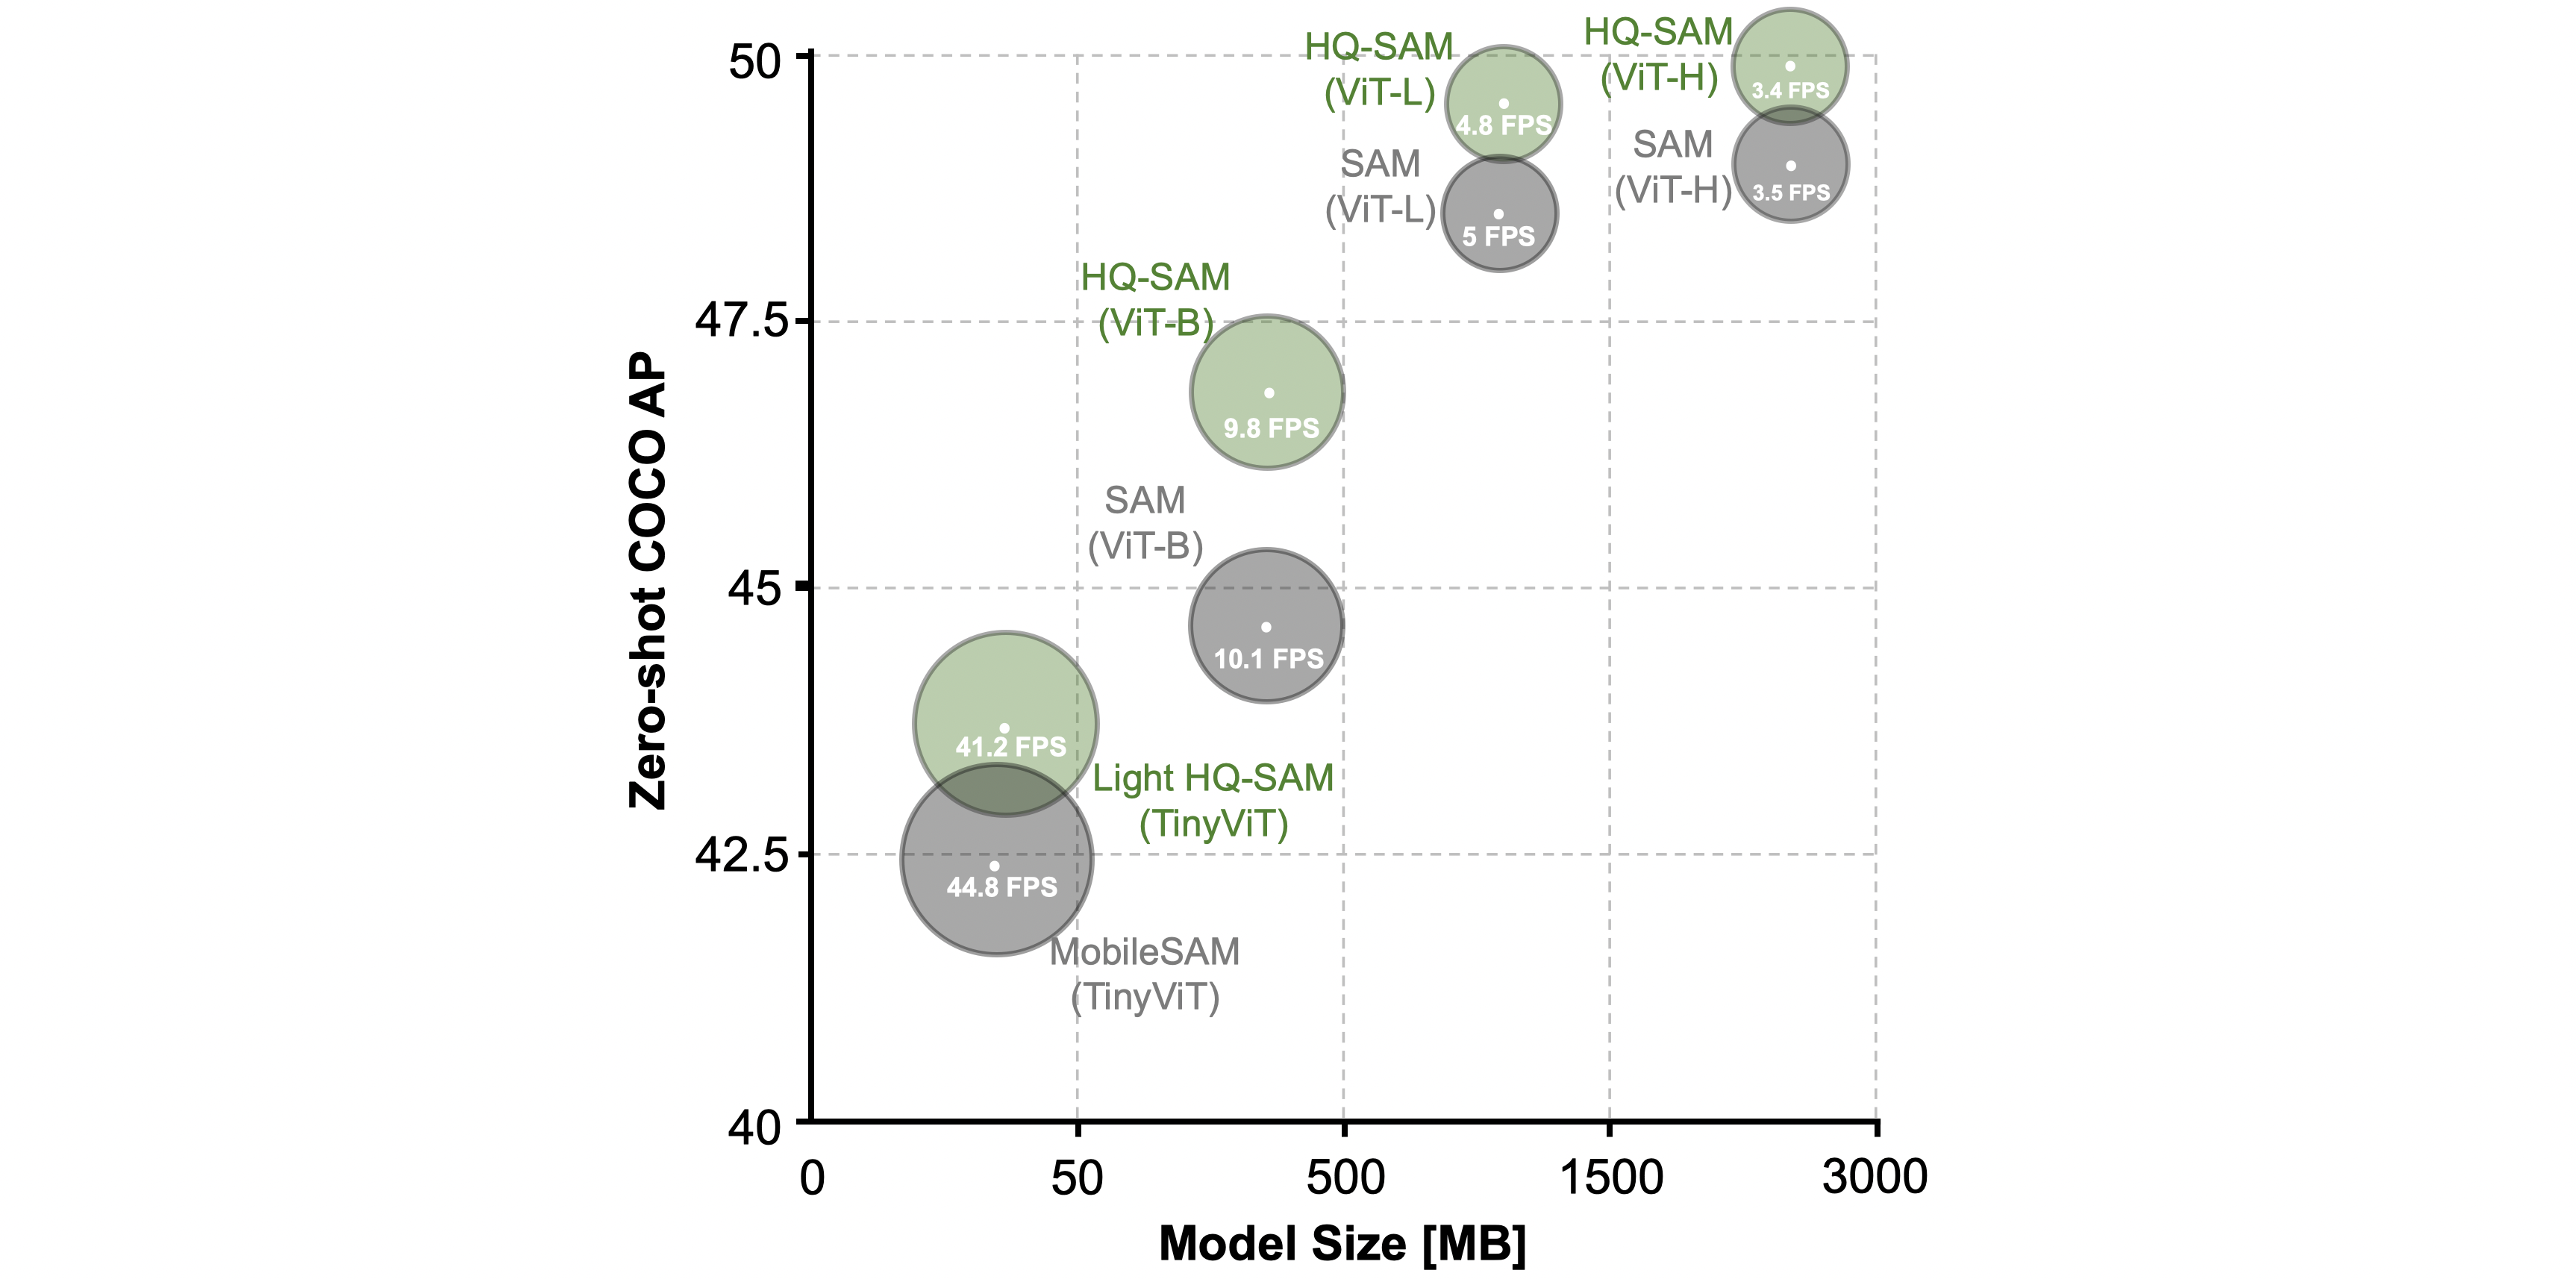 HQ-SAM
(ViT-H)
HQ-SAM
(ViT-L)
50
3.4 FPS
4.8 FPS
SAM
(ViT-H)
SAM
(ViT-L)
3.5 FPS
5 FPS
HQ-SAM
(ViT-B)
47.5
9.8 FPS
SAM
(ViT-B)
45
10.1 FPS
Zero-shot COCO AP
41.2 FPS
Light HQ-SAM
(TinyViT)
42.5
44.8 FPS
MobileSAM
(TinyViT)
40
0
50
500
1500
3000
Model Size [MB]